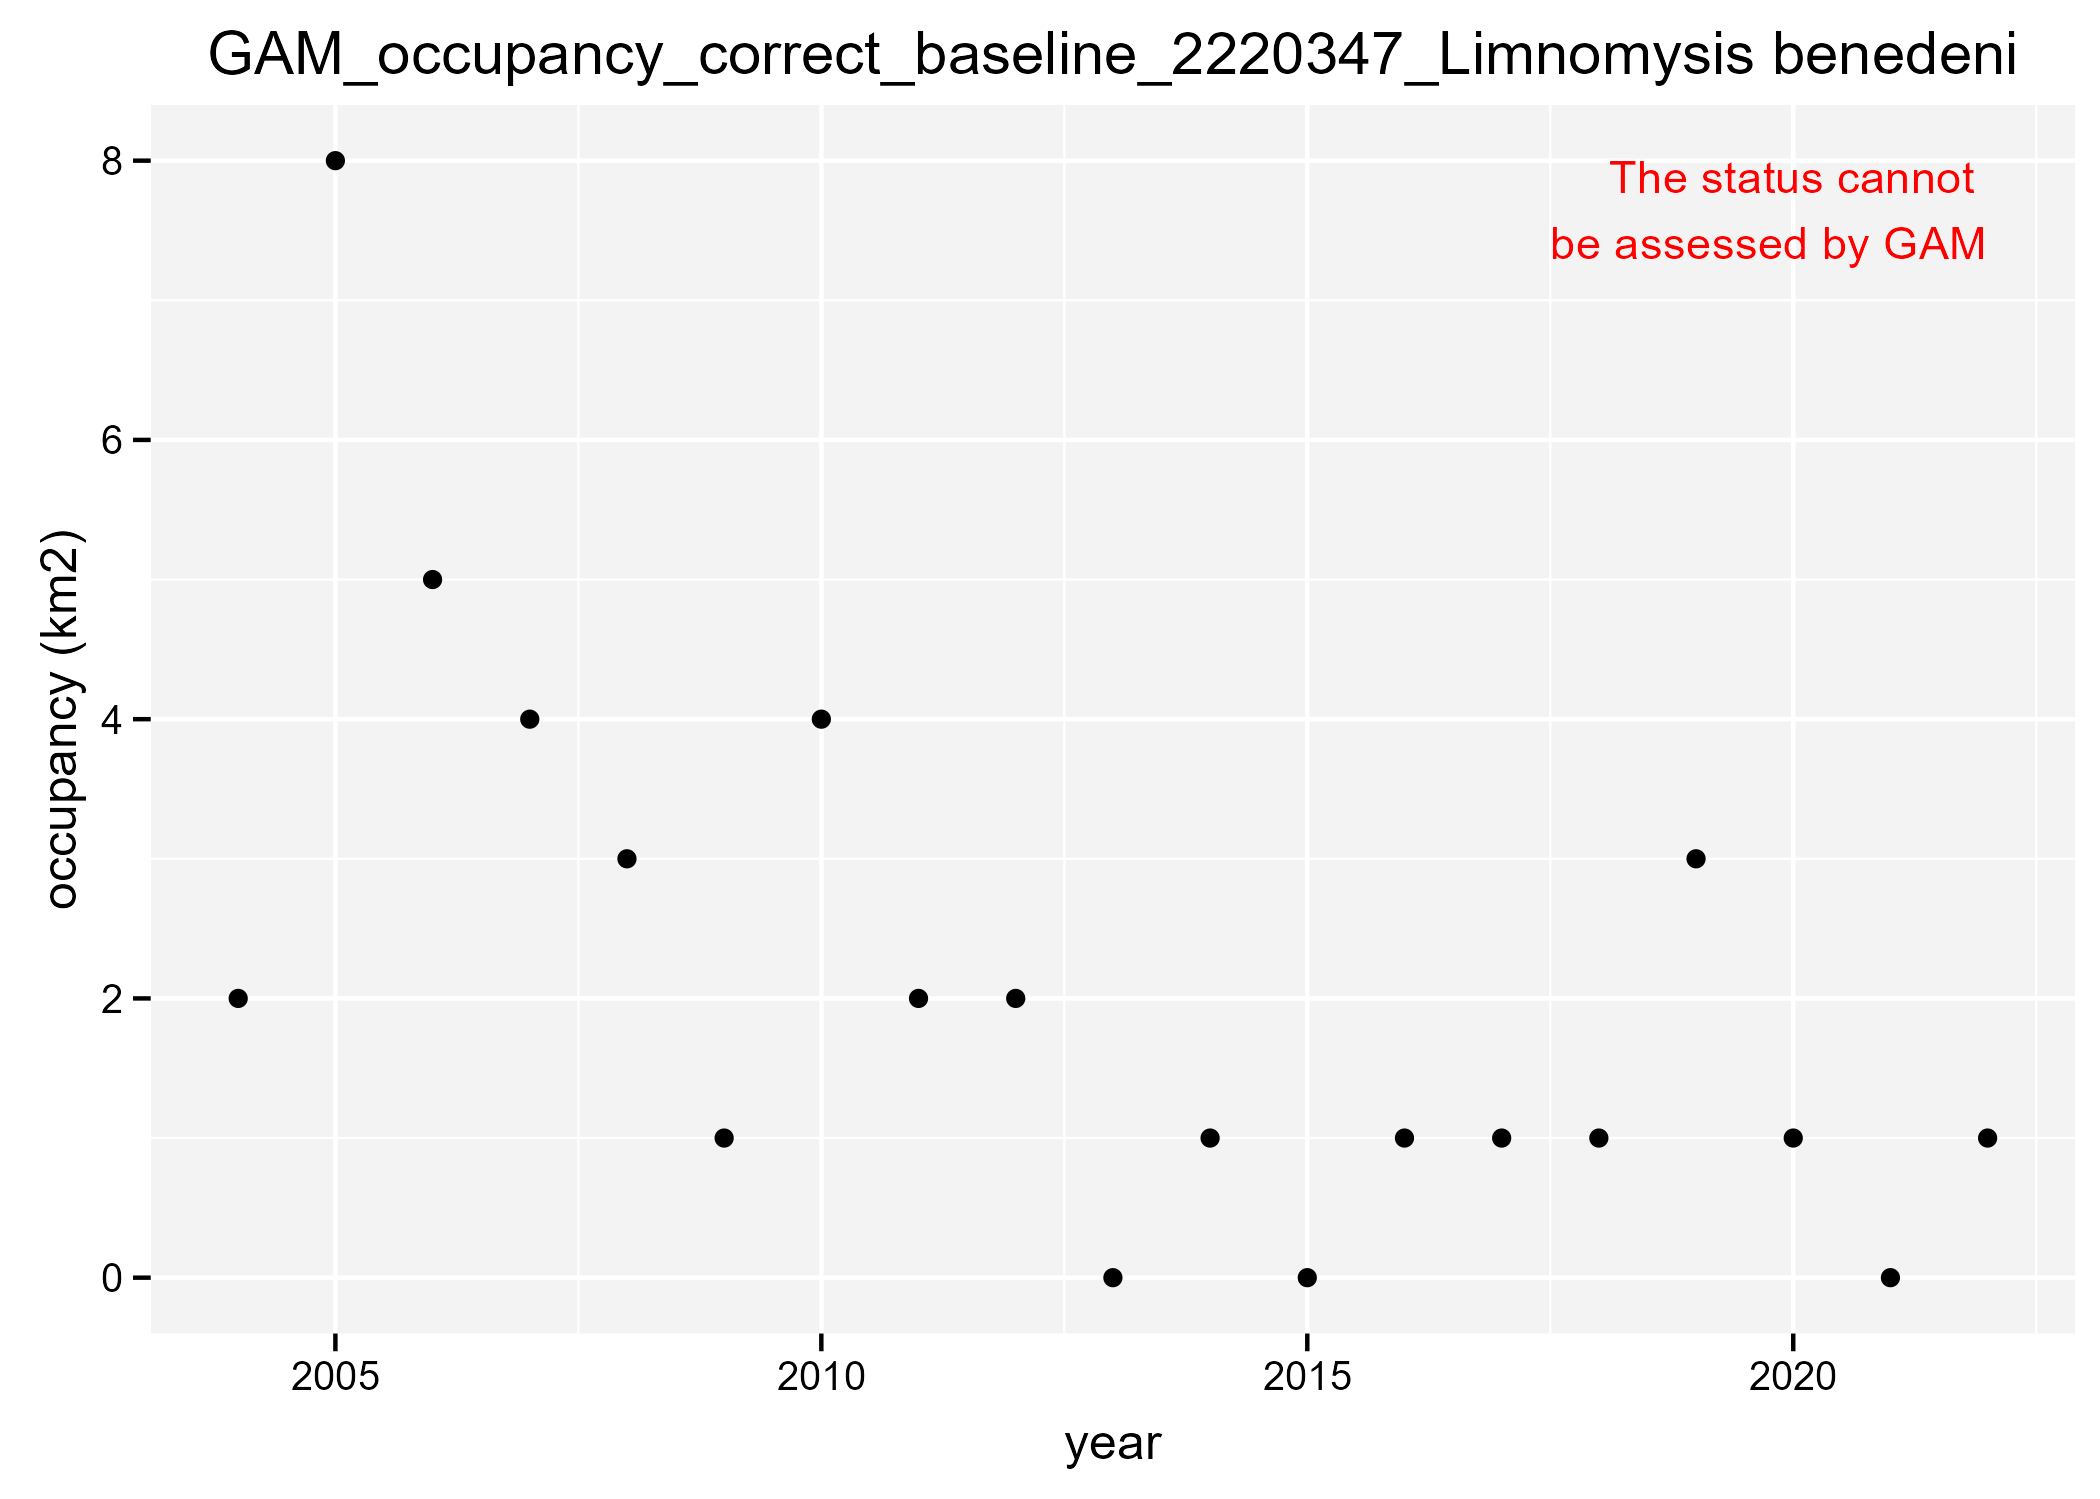 GAM_occupancy_correct_baseline_2220347_Limnomysis benedeni
The status cannot
be assessed by GAM
8
6
4
2
0
occupancy (km2)
2005 2010 2015 2020
year